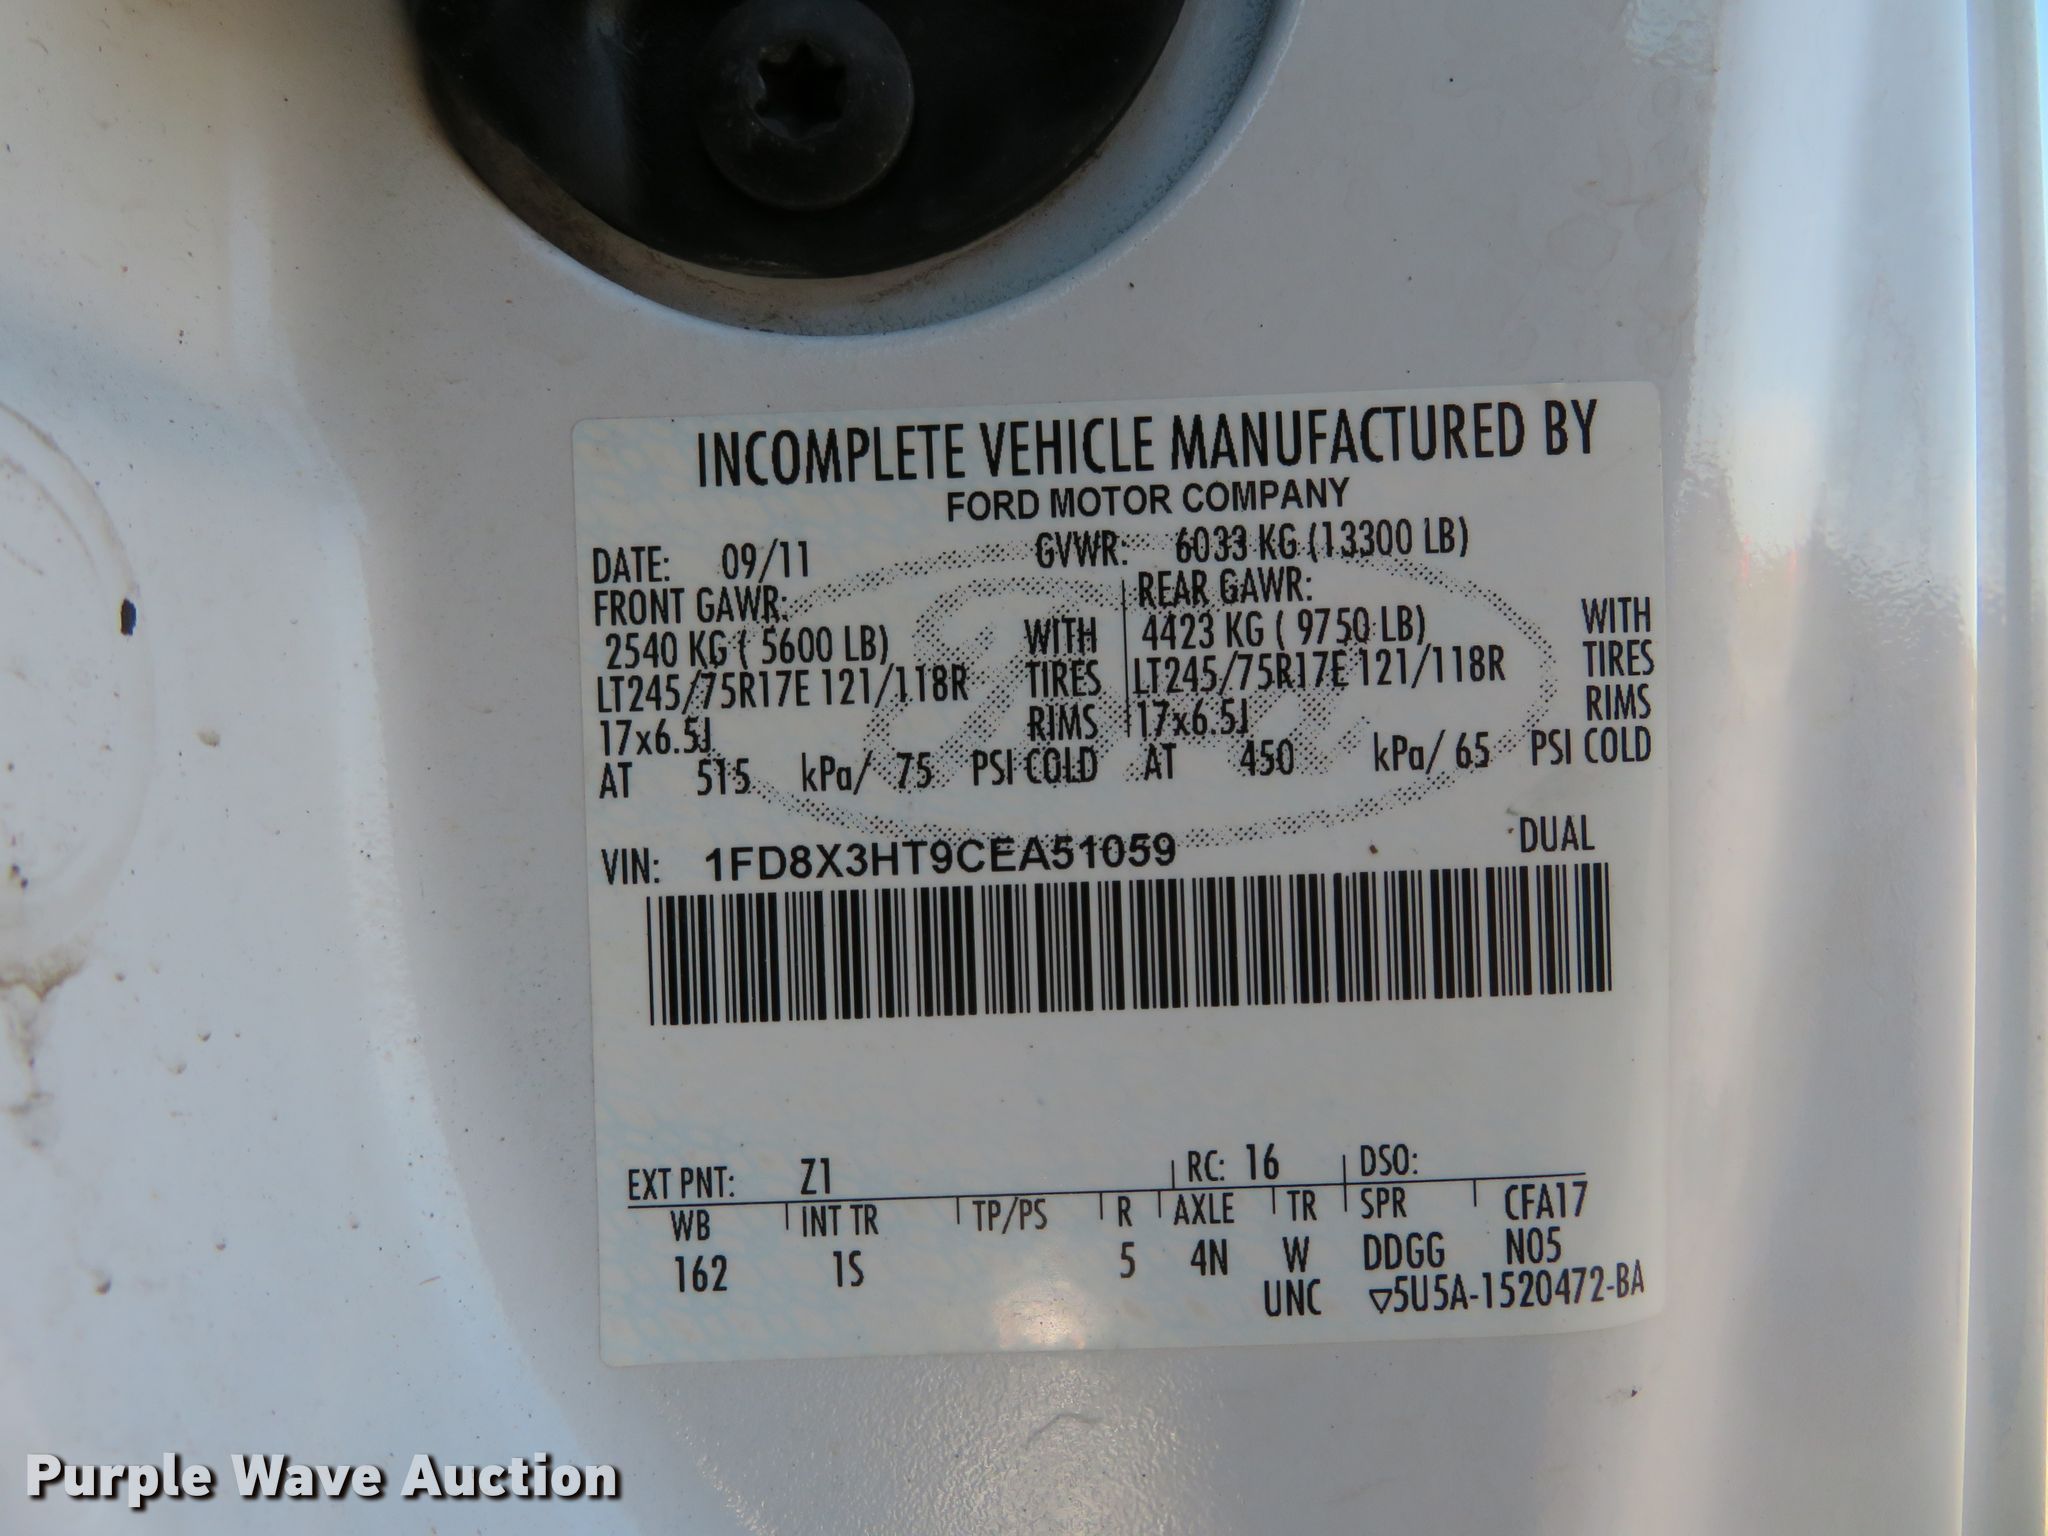 INCOMPLETE VEHICLE MANUFACTURED BY
FORD MOTOR COMPANY
DATE: 09/11 GVWR: 6033 KG (13300 LB)
FRONT GAWR: REAR GAWR:
2540 KG ( 5600 LB) WITH 4423 KG ( 9750 LB) WITH
LT245/75R17E 121/118R TIRES LT245/75R17E 121/118R TIRES
17x6.5J RIMS 17x6.5J RIMS
AT 515 kPa/ 75 PSI COLD AT 450 kPa/ 65 PSI COLD
VIN: 1FD8X3HT9CEA51059 DUAL
EXT PNT: Z1 RC: 16 DSO:
WB INT TR TP/PS R AXLE TR SPR CFA17
162 1S 5 4N W DDGG N05
UNC ▽5U5A-1520472-BA
Purple Wave Auction